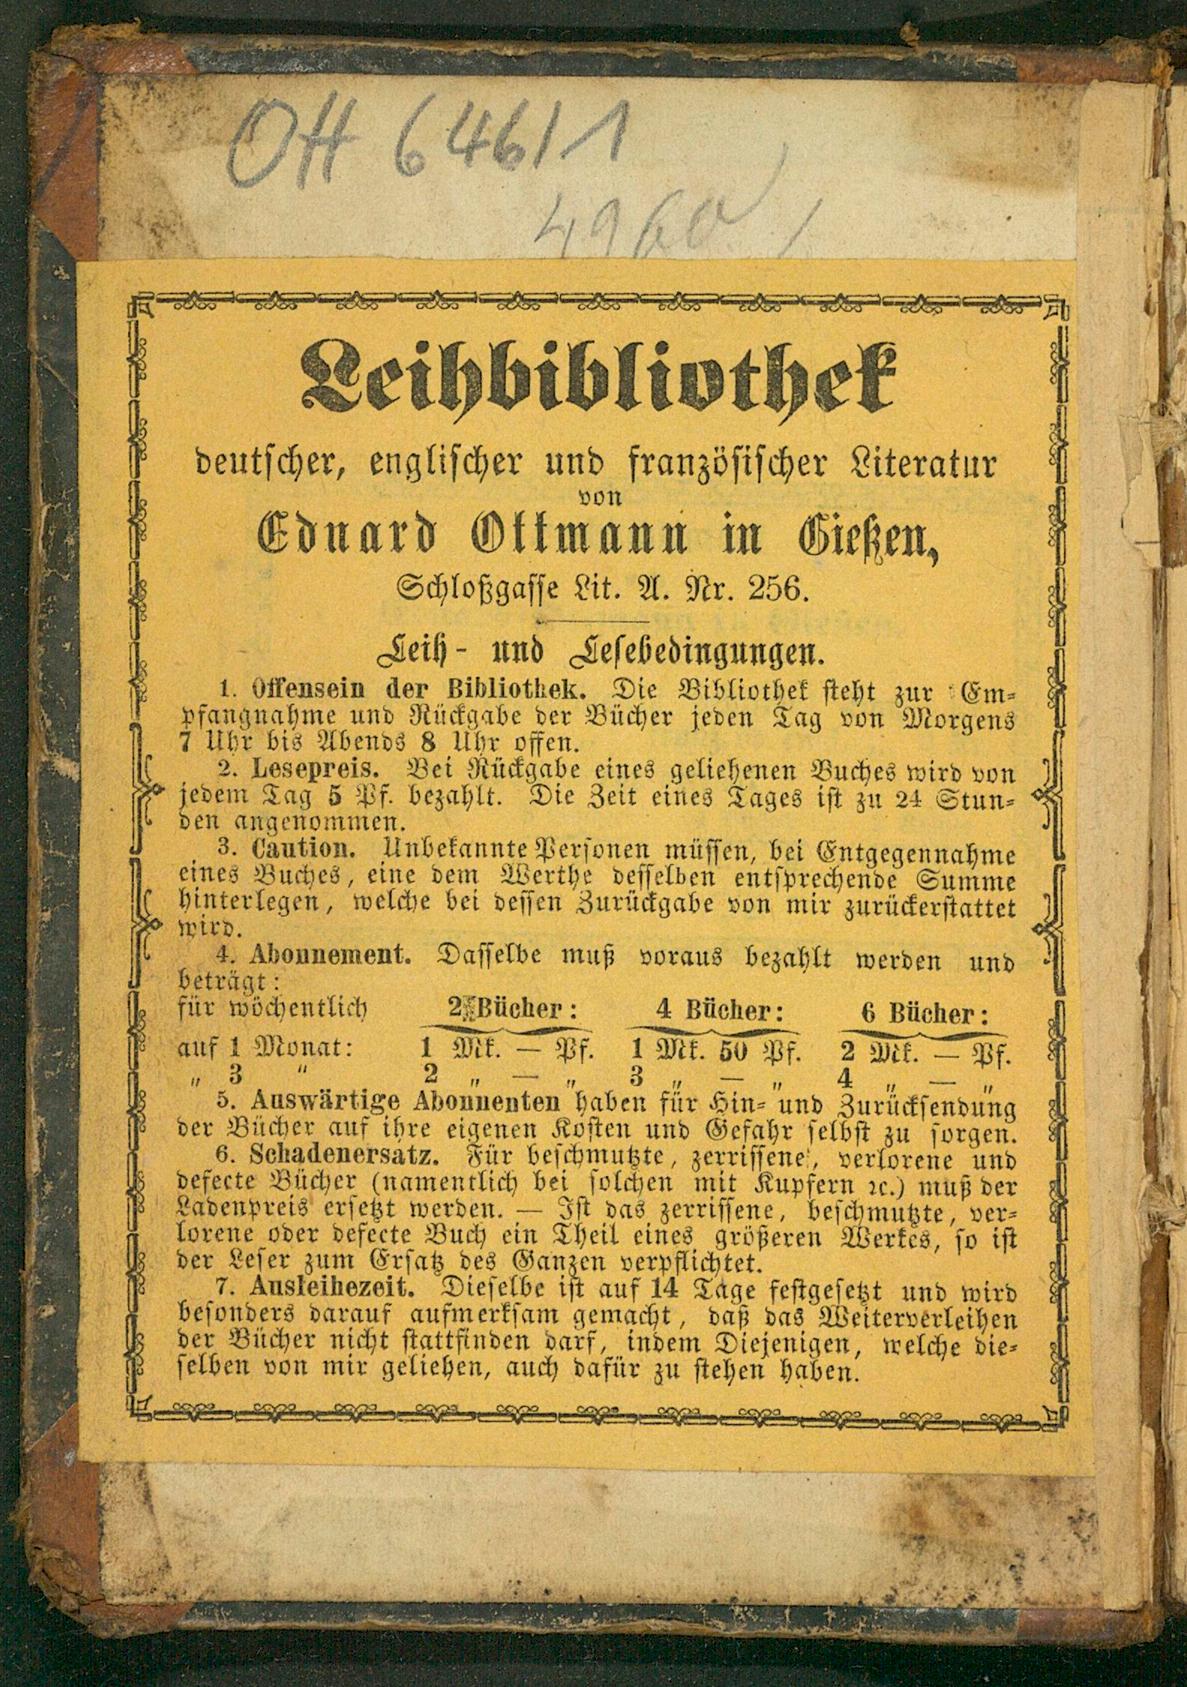 OH 646/1
4960
Leihbibliothek
deutscher, englischer und französischer Literatur
von
Eduard Ottmann in Gießen,
Schloßgasse Lit. A. Nr. 256.
Leih- und Lesebedingungen.
1. Offensein der Bibliothek. Die Bibliothek steht zur Em-
pfangnahme und Rückgabe der Bücher jeden Tag von Morgens
7 Uhr bis Abends 8 Uhr offen.
2. Lesepreis. Bei Rückgabe eines geliehenen Buches wird von
jedem Tag 5 Pf. bezahlt. Die Zeit eines Tages ist zu 24 Stun-
den angenommen.
3. Caution. Unbekannte Personen müssen, bei Entgegennahme
eines Buches, eine dem Werthe desselben entsprechende Summe
hinterlegen, welche bei dessen Zurückgabe von mir zurückerstattet
wird.
4. Abonnement. Dasselbe muß voraus bezahlt werden und
beträgt:
für wöchentlich 2 Bücher: 4 Bücher: 6 Bücher:
auf 1 Monat: 1 Mk. — Pf. 1 Mk. 50 Pf. 2 Mk. — Pf.
„ 3 " 2 „ — „ 3 „ — „ 4 „ — „
5. Auswärtige Abonnenten haben für Hin- und Zurücksendung
der Bücher auf ihre eigenen Kosten und Gefahr selbst zu sorgen.
6. Schadenersatz. Für beschmutzte, zerrissene, verlorene und
defecte Bücher (namentlich bei solchen mit Kupfern ꝛc.) muß der
Ladenpreis ersetzt werden. — Ist das zerrissene, beschmutzte, ver-
lorene oder defecte Buch ein Theil eines größeren Werkes, so ist
der Leser zum Ersatz des Ganzen verpflichtet.
7. Ausleihezeit. Dieselbe ist auf 14 Tage festgesetzt und wird
besonders darauf aufmerksam gemacht, daß das Weiterverleihen
der Bücher nicht stattfinden darf, indem Diejenigen, welche die-
selben von mir geliehen, auch dafür zu stehen haben.